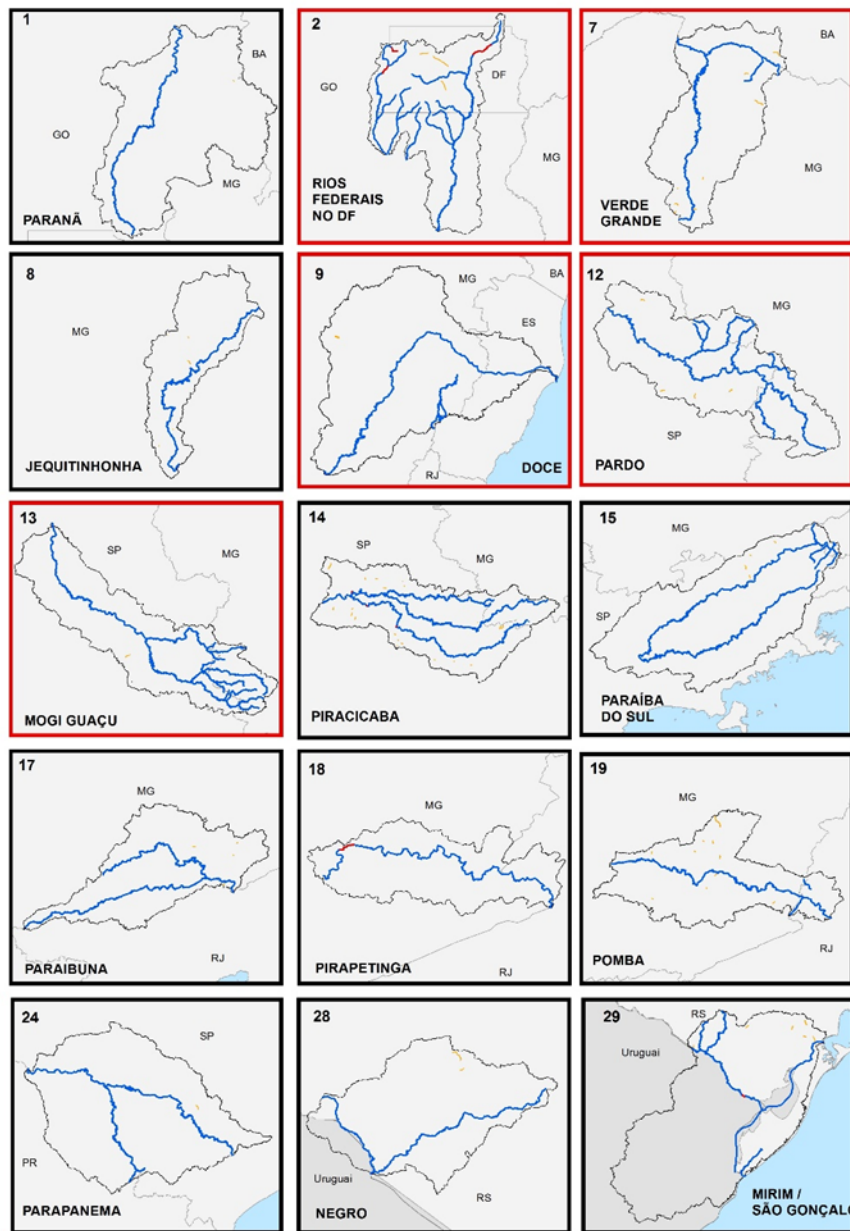 1
BA
GO
MG
PARANÃ
2
GO
DF
MG
RIOS
FEDERAIS
NO DF
7
BA
MG
VERDE
GRANDE
8
MG
JEQUITINHONHA
9
MG
BA
ES
RJ
DOCE
12
MG
SP
PARDO
13
SP
MG
MOGI GUAÇU
14
SP
MG
PIRACICABA
15
MG
SP
PARAÍBA
DO SUL
17
MG
RJ
PARAIBUNA
18
MG
PIRAPETINGA
RJ
19
MG
RJ
POMBA
24
SP
PR
PARAPANEMA
28
Uruguai
RS
NEGRO
29
RS
Uruguai
MIRIM /
SÃO GONÇALO